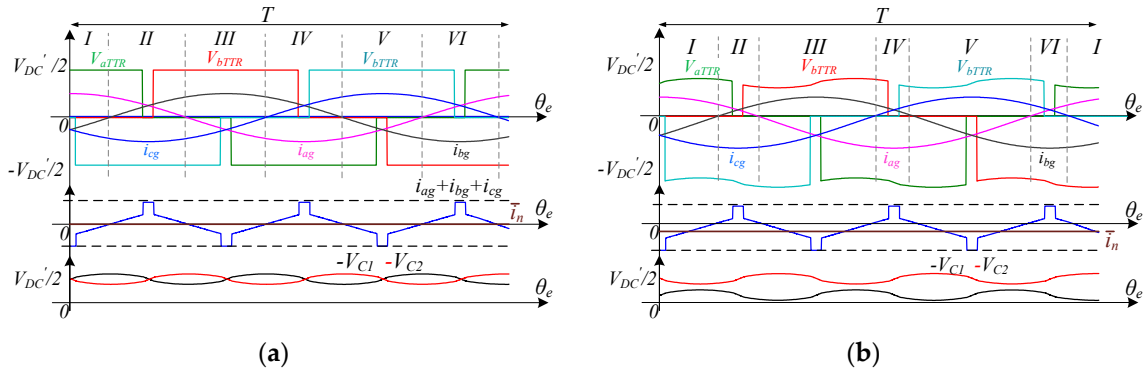 T
I II III IV V VI
V_DC'/2
V_aTTR V_bTTR V_bTTR
0
θ_e
i_cg i_ag i_bg
-V_DC'/2
i_ag+i_bg+i_cg
i_n
θ_e
0
V_DC'/2
-V_C1 -V_C2
θ_e
0
(a)
T
I II III IV V VI I
V_DC'/2
V_aTTR V_bTTR V_bTTR
0
θ_e
i_cg i_ag i_bg
-V_DC'/2
θ_e
0
i_n
V_DC'/2
-V_C1 -V_C2
θ_e
0
(b)